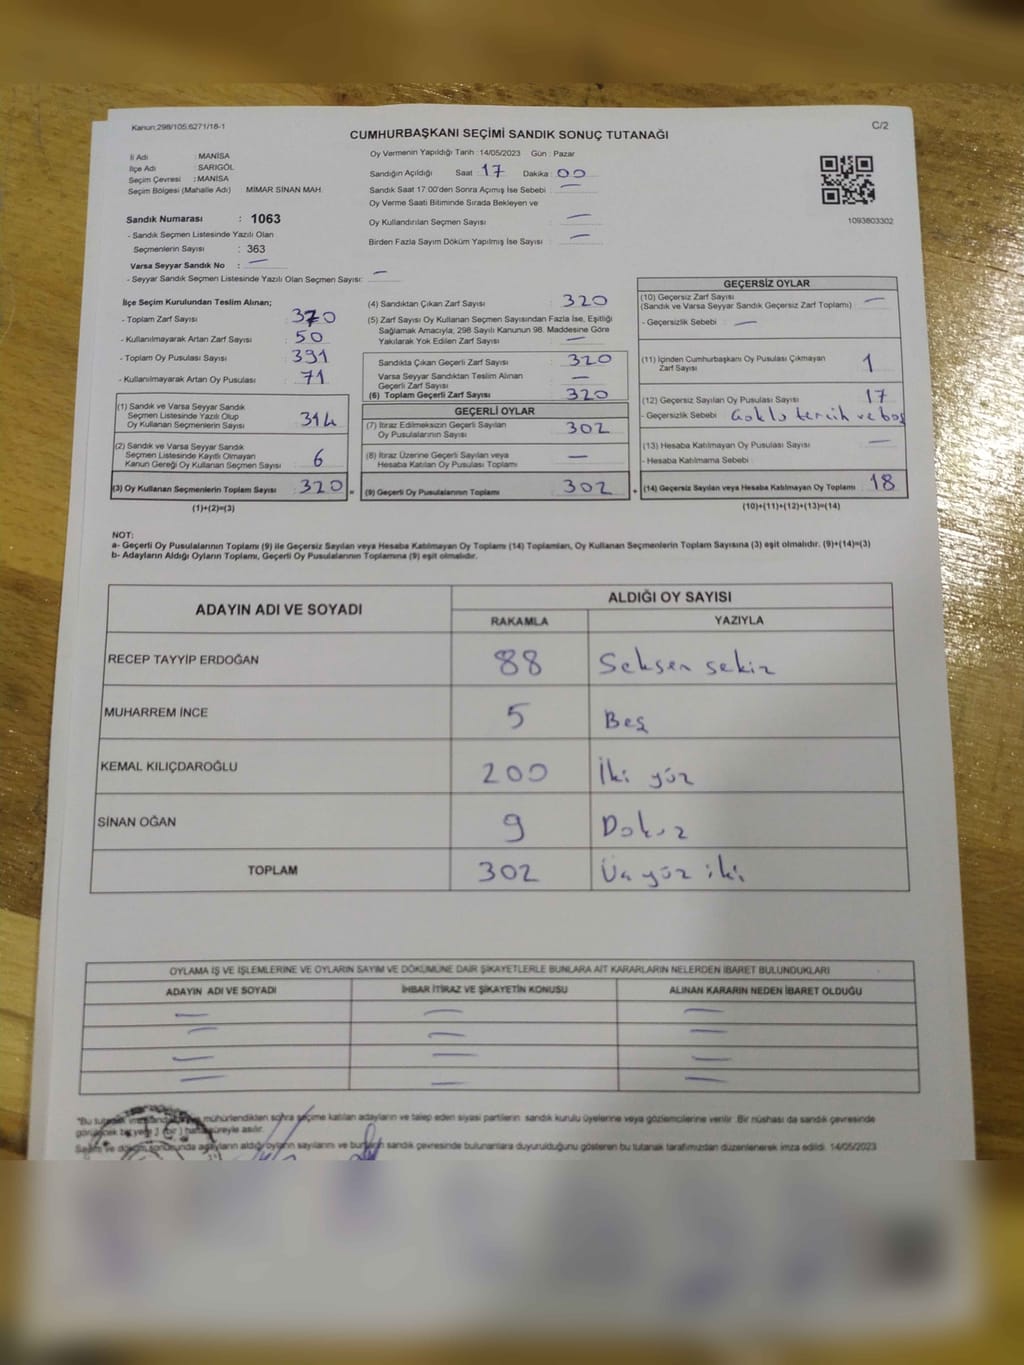 Kanun;298/105;6271/18-1
C/2
CUMHURBAŞKANI SEÇİMİ SANDIK SONUÇ TUTANAĞI
İl Adı : MANİSA
İlçe Adı : SARIGÖL
Seçim Çevresi : MANİSA
Seçim Bölgesi (Mahalle Adı) MİMAR SİNAN MAH.
Sandık Numarası : 1063
- Sandık Seçmen Listesinde Yazılı Olan
Seçmenlerin Sayısı : 363
Varsa Seyyar Sandık No : —
- Seyyar Sandık Seçmen Listesinde Yazılı Olan Seçmen Sayısı: —
Oy Vermenin Yapıldığı Tarih : 14/05/2023 Gün : Pazar
Sandığın Açıldığı Saat 17 Dakika : 00
Sandık Saat 17:00'den Sonra Açımış İse Sebebi : —
Oy Verme Saati Bitiminde Sırada Bekleyen ve
Oy Kullandırılan Seçmen Sayısı : —
Birden Fazla Sayım Döküm Yapılmış İse Sayısı : —
1093803302
İlçe Seçim Kurulundan Teslim Alınan;
- Toplam Zarf Sayısı : 370
- Kullanılmayarak Artan Zarf Sayısı : 50
- Toplam Oy Pusulası Sayısı : 391
- Kullanılmayarak Artan Oy Pusulası : 71
(1) Sandık ve Varsa Seyyar Sandık
Seçmen Listesinde Yazılı Olup
Oy Kullanan Seçmenlerin Sayısı : 314
(2) Sandık ve Varsa Seyyar Sandık
Seçmen Listesinde Kayıtlı Olmayan
Kanun Gereği Oy Kullanan Seçmen Sayısı : 6
(3) Oy Kullanan Seçmenlerin Toplam Sayısı : 320 =
(1)+(2)=(3)
(4) Sandıktan Çıkan Zarf Sayısı : 320
(5) Zarf Sayısı Oy Kullanan Seçmen Sayısından Fazla İse, Eşitliği
Sağlamak Amacıyla; 298 Sayılı Kanunun 98. Maddesine Göre
Yakılarak Yok Edilen Zarf Sayısı : —
Sandıkta Çıkan Geçerli Zarf Sayısı : 320
Varsa Seyyar Sandıktan Teslim Alınan
Geçerli Zarf Sayısı : —
(6) Toplam Geçerli Zarf Sayısı : 320
GEÇERLİ OYLAR
(7) İtiraz Edilmeksizin Geçerli Sayılan
Oy Pusulalarının Sayısı : 302
(8) İtiraz Üzerine Geçerli Sayılan veya
Hesaba Katılan Oy Pusulası Toplamı : —
(9) Geçerli Oy Pusulalarının Toplamı : 302 +
GEÇERSİZ OYLAR
(10) Geçersiz Zarf Sayısı
(Sandık ve Varsa Seyyar Sandık Geçersiz Zarf Toplamı) : —
- Geçersizlik Sebebi : —
(11) İçinden Cumhurbaşkanı Oy Pusulası Çıkmayan
Zarf Sayısı : 1
(12) Geçersiz Sayılan Oy Pusulası Sayısı : 17
- Geçersizlik Sebebi : Çoklu tercih ve boş
(13) Hesaba Katılmayan Oy Pusulası Sayısı : —
- Hesaba Katılmama Sebebi :
(14) Geçersiz Sayılan veya Hesaba Katılmayan Oy Toplamı : 18
(10)+(11)+(12)+(13)=(14)
NOT:
a- Geçerli Oy Pusulalarının Toplamı (9) ile Geçersiz Sayılan veya Hesaba Katılmayan Oy Toplamı (14) Toplamları, Oy Kullanan Seçmenlerin Toplam Sayısına (3) eşit olmalıdır. (9)+(14)=(3)
b- Adayların Aldığı Oyların Toplamı, Geçerli Oy Pusulalarının Toplamına (9) eşit olmalıdır.
ADAYIN ADI VE SOYADI ALDIĞI OY SAYISI
RAKAMLA YAZIYLA
RECEP TAYYİP ERDOĞAN 88 Seksen sekiz
MUHARREM İNCE 5 Beş
KEMAL KILIÇDAROĞLU 200 İki yüz
SİNAN OĞAN 9 Dokuz
TOPLAM 302 Üç yüz iki
OYLAMA İŞ VE İŞLEMLERİNE VE OYLARIN SAYIM VE DÖKÜMÜNE DAİR ŞİKAYETLERLE BUNLARA AİT KARARLARIN NELERDEN İBARET BULUNDUKLARI
ADAYIN ADI VE SOYADI İHBAR İTİRAZ VE ŞİKAYETİN KONUSU ALINAN KARARIN NEDEN İBARET OLDUĞU
— — —
— — —
— — —
— — —
mühürlendikten sonra seçime katılan adayların ve talep eden siyasi partilerin sandık kurulu üyelerine veya gözlemcilerine verilir. Bir nüshası da sandık çevresinde
süreyle asılır.
adayların aldığı oyların sayılarını ve bunların sandık çevresinde bulunanlara duyurulduğunu gösteren bu tutanak tarafımızdan düzenlenerek imza edildi. 14/05/2023